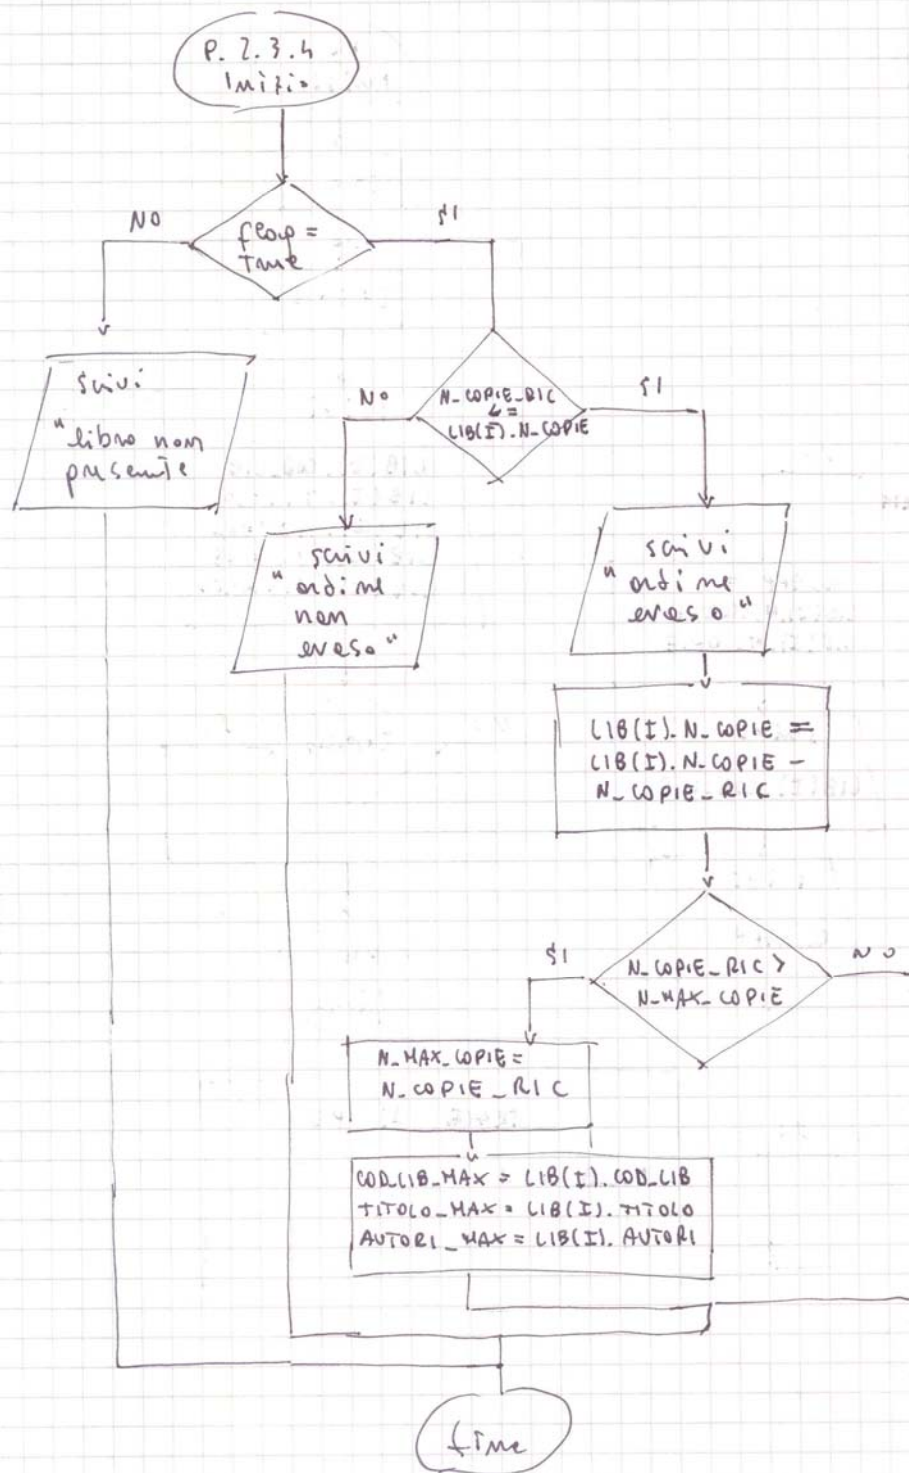 P. 2.3.4
Inizio
NO
SI
flag =
True
scrivi
"libro non
presente
NO
N_COPIE_RIC
<=
LIB(I).N_COPIE
SI
scrivi
"ordine
non
evaso"
scrivi
"ordine
evaso"
LIB(I).N_COPIE =
LIB(I).N_COPIE -
N_COPIE_RIC
SI
N_COPIE_RIC >
N_MAX_COPIE
NO
N_MAX_COPIE =
N_COPIE_RIC
COD_LIB_MAX = LIB(I).COD_LIB
TITOLO_MAX = LIB(I).TITOLO
AUTORI_MAX = LIB(I).AUTORI
fine